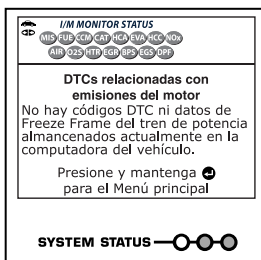 I/M MONITOR STATUS
MIS FUE CCM CAT HCA EVA HCC NOx
AIR O2S HTR EGR BPS EGS DPF
DTCs relacionadas con
emisiones del motor
No hay códigos DTC ni datos de
Freeze Frame del tren de potencia
almancenados actualmente en la
computadora del vehículo.
Presione y mantenga
para el Menú principal
SYSTEM STATUS